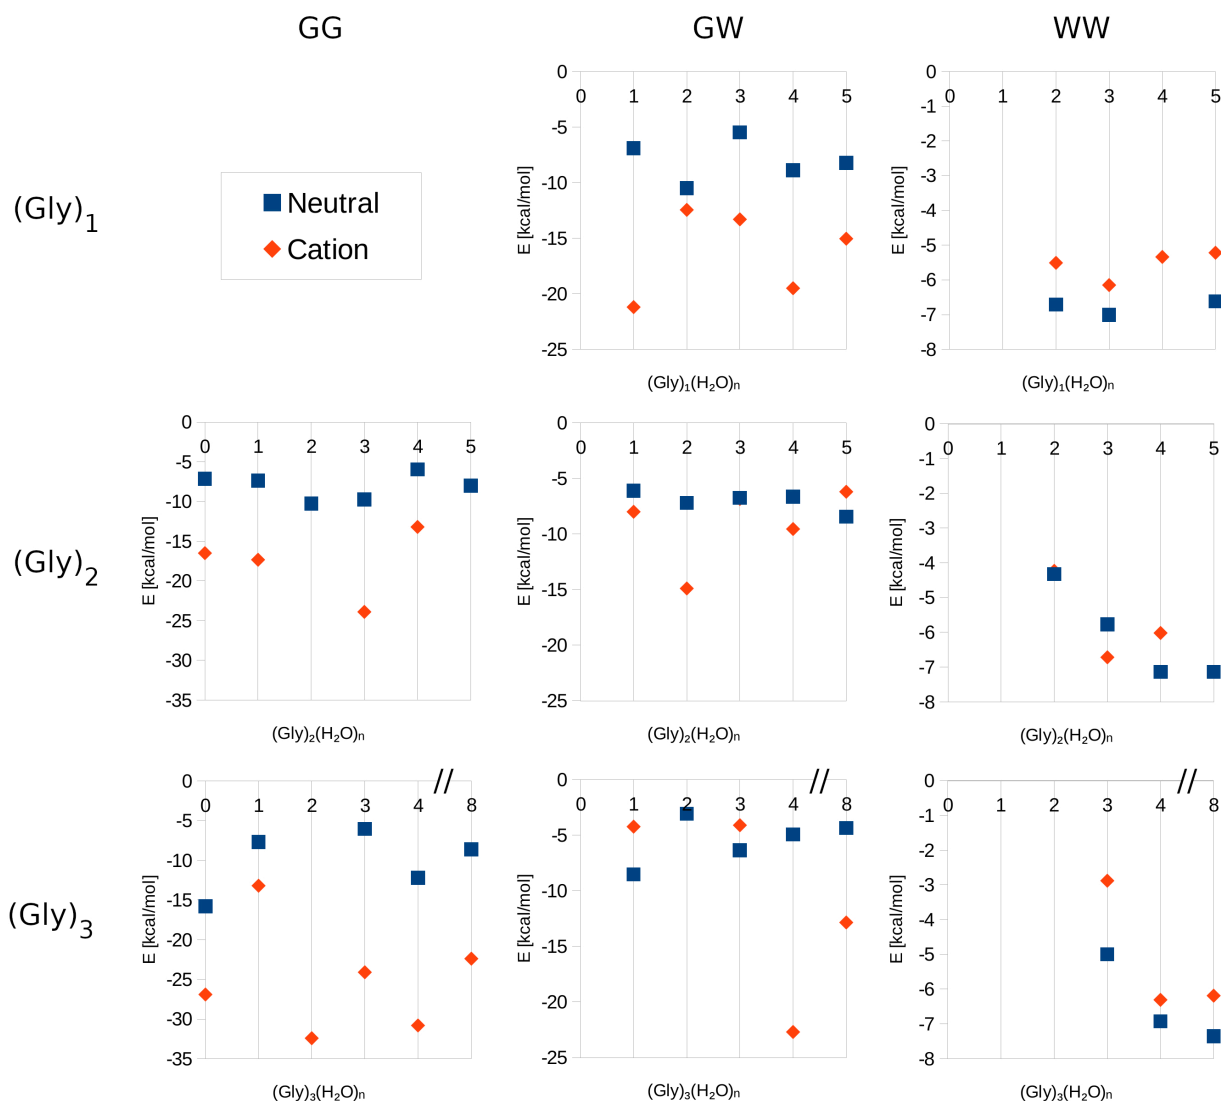 GG GW WW
(Gly)1
Neutral
Cation
0
-5
-10
-15
-20
-25
0 1 2 3 4 5
E [kcal/mol]
(Gly)1(H2O)n
0
-1
-2
-3
-4
-5
-6
-7
-8
0 1 2 3 4 5
E [kcal/mol]
(Gly)1(H2O)n
(Gly)2
0
-5
-10
-15
-20
-25
-30
-35
0 1 2 3 4 5
E [kcal/mol]
(Gly)2(H2O)n
0
-5
-10
-15
-20
-25
0 1 2 3 4 5
E [kcal/mol]
(Gly)2(H2O)n
0
-1
-2
-3
-4
-5
-6
-7
-8
0 1 2 3 4 5
E [kcal/mol]
(Gly)2(H2O)n
(Gly)3
0
-5
-10
-15
-20
-25
-30
-35
//
0 1 2 3 4 8
E [kcal/mol]
(Gly)3(H2O)n
0
-5
-10
-15
-20
-25
//
0 1 2 3 4 8
E [kcal/mol]
(Gly)3(H2O)n
0
-1
-2
-3
-4
-5
-6
-7
-8
//
0 1 3 4 8
E [kcal/mol]
(Gly)3(H2O)n